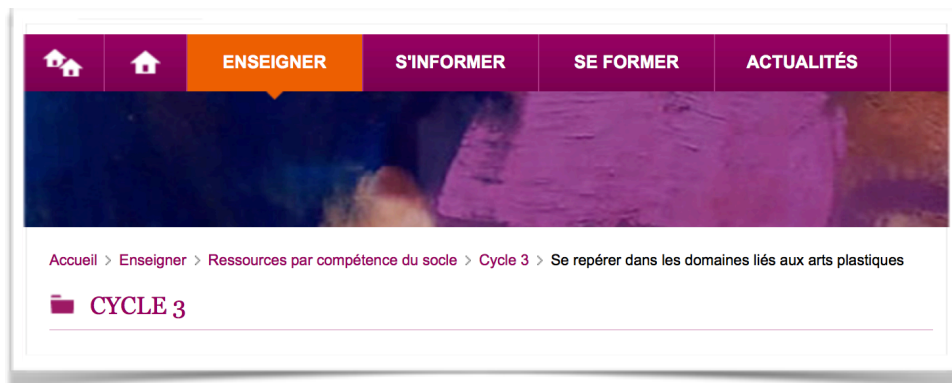 ENSEIGNER S'INFORMER SE FORMER ACTUALITÉS
Accueil > Enseigner > Ressources par compétence du socle > Cycle 3 > Se repérer dans les domaines liés aux arts plastiques
CYCLE 3